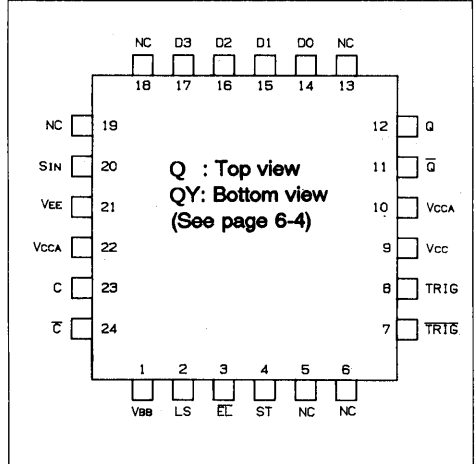 NC D3 D2 D1 D0 NC
18 17 16 15 14 13
NC 19
SIN 20
VEE 21
VCCA 22
C 23
C̅ 24
Q : Top view
QY: Bottom view
(See page 6-4)
12 Q
11 Q̅
10 VCCA
9 VCC
8 TRIG
7 T̅R̅I̅G̅
1 2 3 4 5 6
VBB LS E̅L̅ ST NC NC